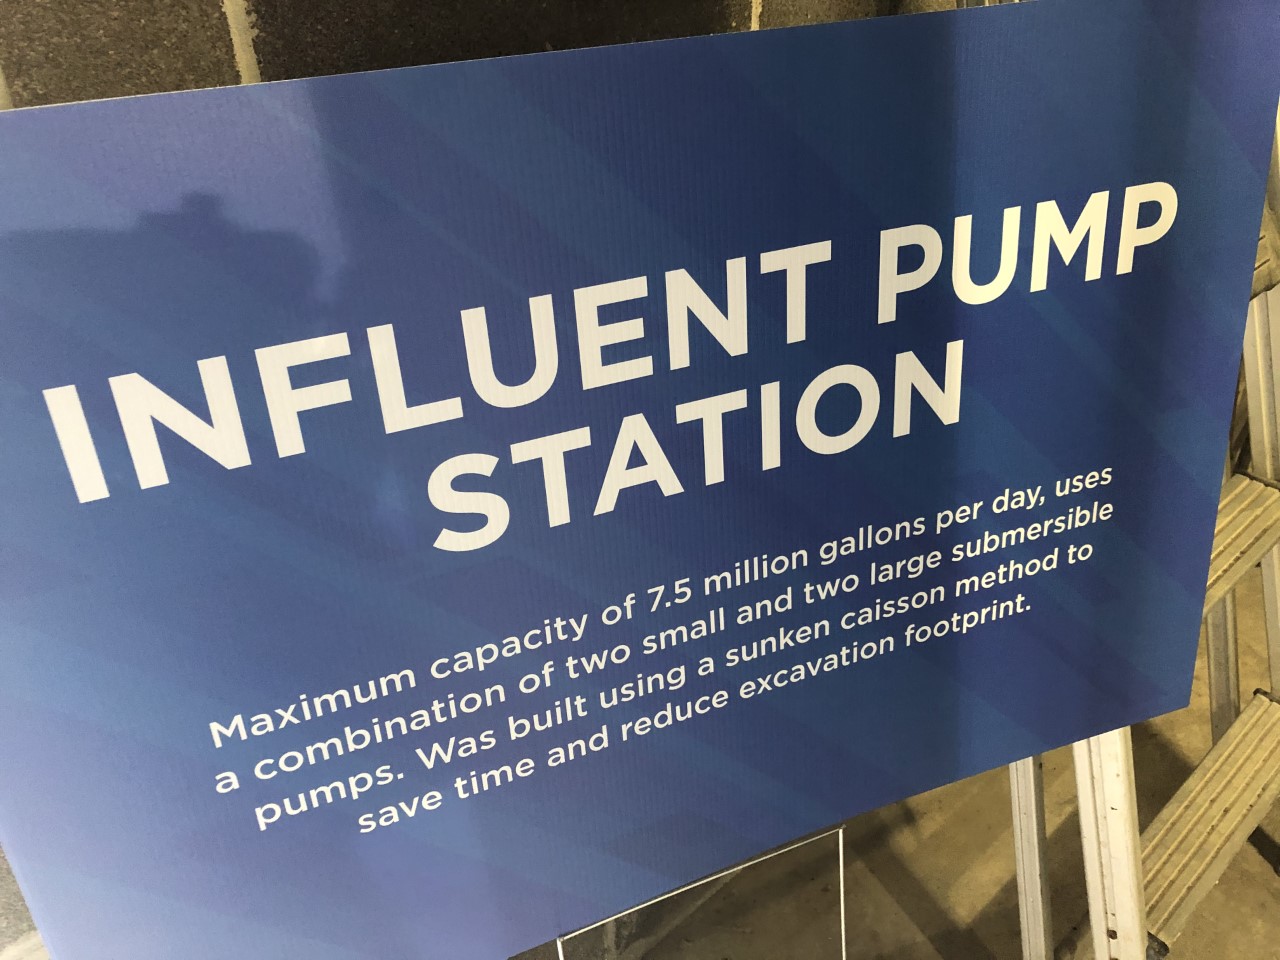 INFLUENT PUMP
STATION
Maximum capacity of 7.5 million gallons per day, uses
a combination of two small and two large submersible
pumps. Was built using a sunken caisson method to
save time and reduce excavation footprint.